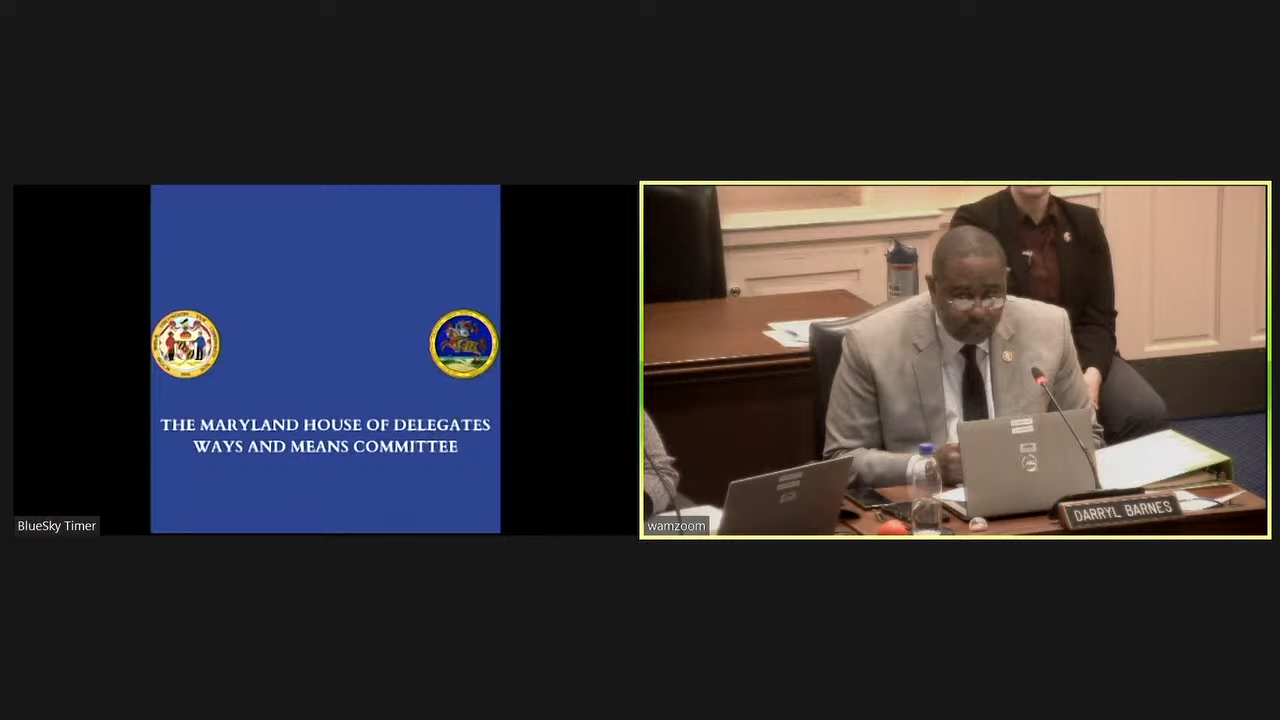 THE MARYLAND HOUSE OF DELEGATES
WAYS AND MEANS COMMITTEE
BlueSky Timer
wamzoom
DARRYL BARNES